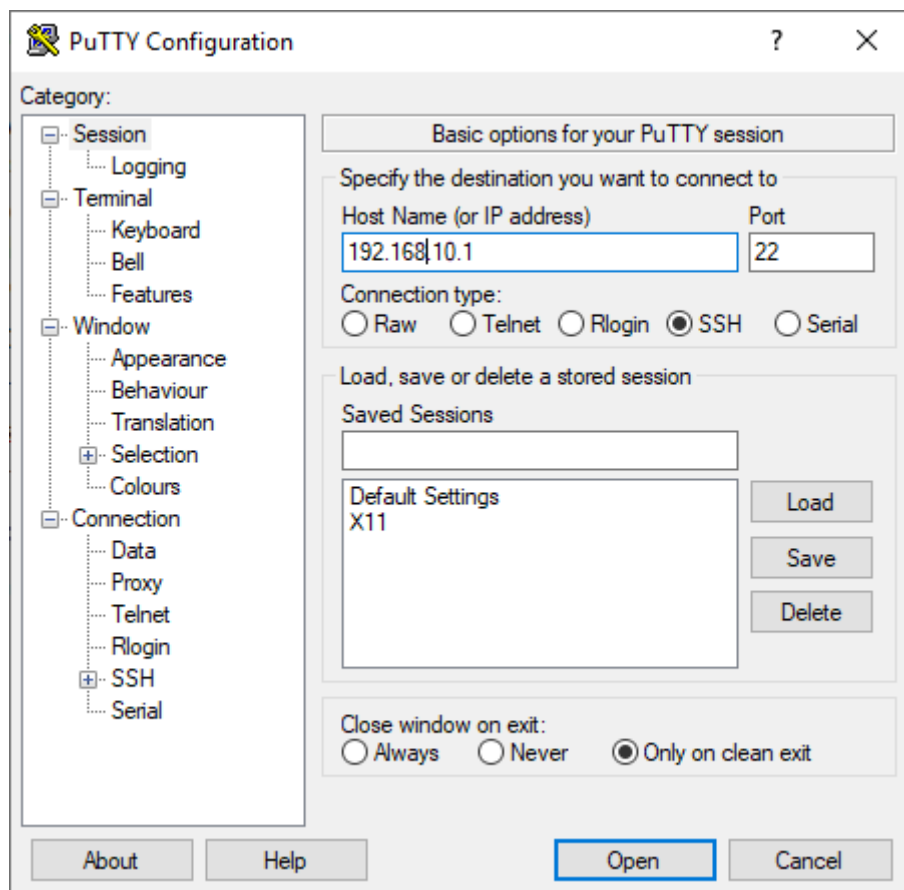 PuTTY Configuration
?
Category:
Session
Logging
Terminal
Keyboard
Bell
Features
Window
Appearance
Behaviour
Translation
Selection
Colours
Connection
Data
Proxy
Telnet
Rlogin
SSH
Serial
Basic options for your PuTTY session
Specify the destination you want to connect to
Host Name (or IP address) Port
192.168.10.1 22
Connection type:
Raw Telnet Rlogin SSH Serial
Load, save or delete a stored session
Saved Sessions
Default Settings
X11
Load
Save
Delete
Close window on exit:
Always Never Only on clean exit
About Help Open Cancel